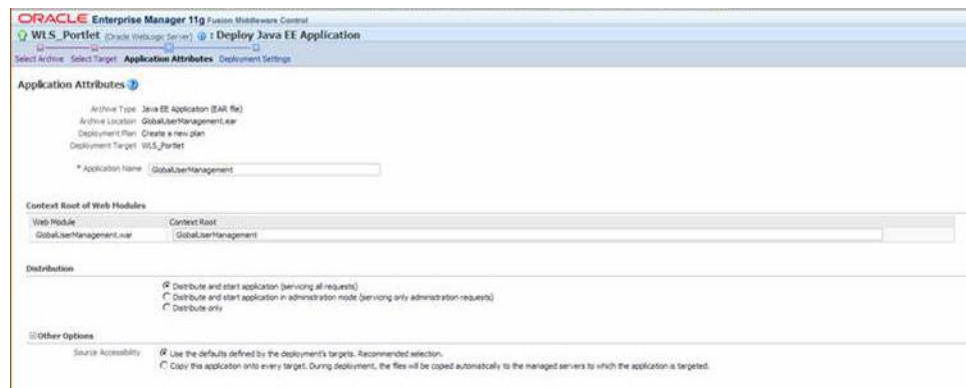 ORACLE Enterprise Manager 11g Fusion Middleware Control
WLS_Portlet (Oracle WebLogic Server) : Deploy Java EE Application
Select Archive Select Target Application Attributes Deployment Settings
Application Attributes
Archive Type Java EE Application (EAR file)
Archive Location GlobalUserManagement.ear
Deployment Plan Create a new plan
Deployment Target WLS_Portlet
* Application Name GlobalUserManagement
Context Root of Web Modules
Web Module Context Root
GlobalUserManagement.war GlobalUserManagement
Distribution
Distribute and start application (servicing all requests)
Distribute and start application in administration mode (servicing only administration requests)
Distribute only
Other Options
Source Accessibility Use the defaults defined by the deployment's targets. Recommended selection.
Copy this application onto every target. During deployment, the files will be copied automatically to the managed servers to which the application is targeted.